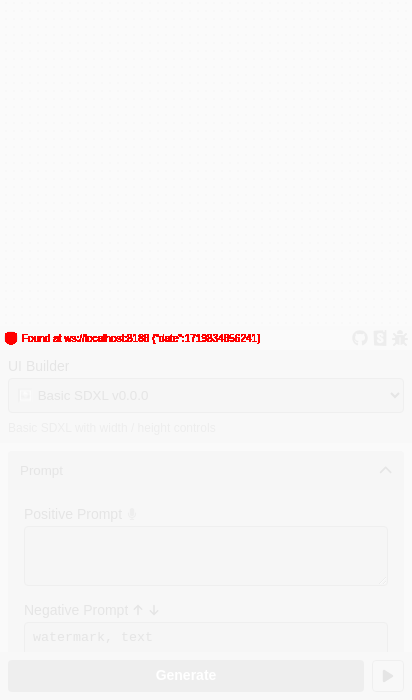 Found at ws://localhost:8188 {"date":1719834856241}
UI Builder
Basic SDXL v0.0.0
Basic SDXL with width / height controls
Prompt
Positive Prompt
Negative Prompt
watermark, text
Generate